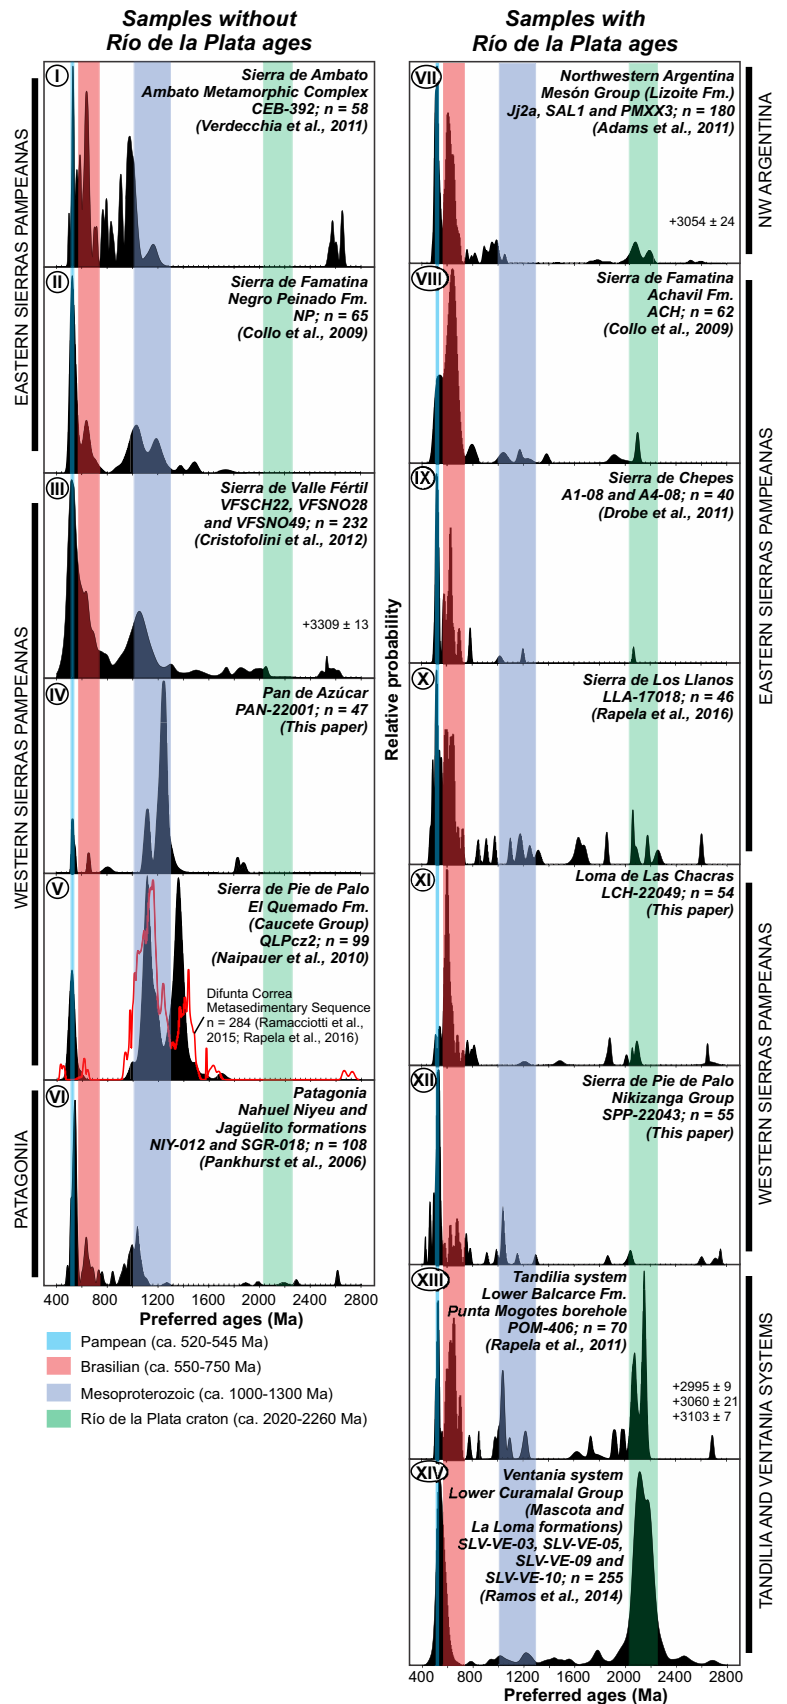 Samples without
Río de la Plata ages
EASTERN SIERRAS PAMPEANAS
I
Sierra de Ambato
Ambato Metamorphic Complex
CEB-392; n = 58
(Verdecchia et al., 2011)
II
Sierra de Famatina
Negro Peinado Fm.
NP; n = 65
(Collo et al., 2009)
WESTERN SIERRAS PAMPEANAS
III
Sierra de Valle Fértil
VFSCH22, VFSNO28
and VFSNO49; n = 232
(Cristofolini et al., 2012)
+3309 ± 13
IV
Pan de Azúcar
PAN-22001; n = 47
(This paper)
V
Sierra de Pie de Palo
El Quemado Fm.
(Caucete Group)
QLPcz2; n = 99
(Naipauer et al., 2010)
Difunta Correa
Metasedimentary Sequence
n = 284 (Ramacciotti et al.,
2015; Rapela et al., 2016)
PATAGONIA
VI
Patagonia
Nahuel Niyeu and
Jagüelito formations
NIY-012 and SGR-018; n = 108
(Pankhurst et al., 2006)
400 800 1200 1600 2000 2400 2800
Preferred ages (Ma)
Pampean (ca. 520-545 Ma)
Brasilian (ca. 550-750 Ma)
Mesoproterozoic (ca. 1000-1300 Ma)
Río de la Plata craton (ca. 2020-2260 Ma)
Samples with
Río de la Plata ages
Relative probability
NW ARGENTINA
VII
Northwestern Argentina
Mesón Group (Lizoite Fm.)
Jj2a, SAL1 and PMXX3; n = 180
(Adams et al., 2011)
+3054 ± 24
EASTERN SIERRAS PAMPEANAS
VIII
Sierra de Famatina
Achavil Fm.
ACH; n = 62
(Collo et al., 2009)
IX
Sierra de Chepes
A1-08 and A4-08; n = 40
(Drobe et al., 2011)
X
Sierra de Los Llanos
LLA-17018; n = 46
(Rapela et al., 2016)
WESTERN SIERRAS PAMPEANAS
XI
Loma de Las Chacras
LCH-22049; n = 54
(This paper)
XII
Sierra de Pie de Palo
Nikizanga Group
SPP-22043; n = 55
(This paper)
TANDILIA AND VENTANIA SYSTEMS
XIII
Tandilia system
Lower Balcarce Fm.
Punta Mogotes borehole
POM-406; n = 70
(Rapela et al., 2011)
+2995 ± 9
+3060 ± 21
+3103 ± 7
XIV
Ventania system
Lower Curamalal Group
(Mascota and
La Loma formations)
SLV-VE-03, SLV-VE-05,
SLV-VE-09 and
SLV-VE-10; n = 255
(Ramos et al., 2014)
400 800 1200 1600 2000 2400 2800
Preferred ages (Ma)